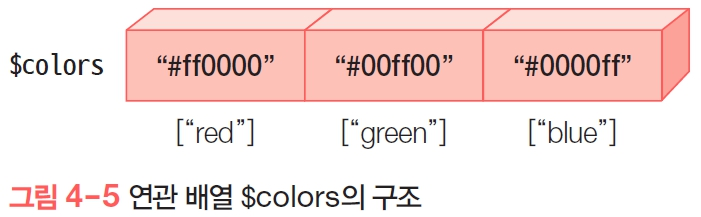 $colors “#ff0000” “#00ff00” “#0000ff”
[“red”] [“green”] [“blue”]
그림 4-5 연관 배열 $colors의 구조